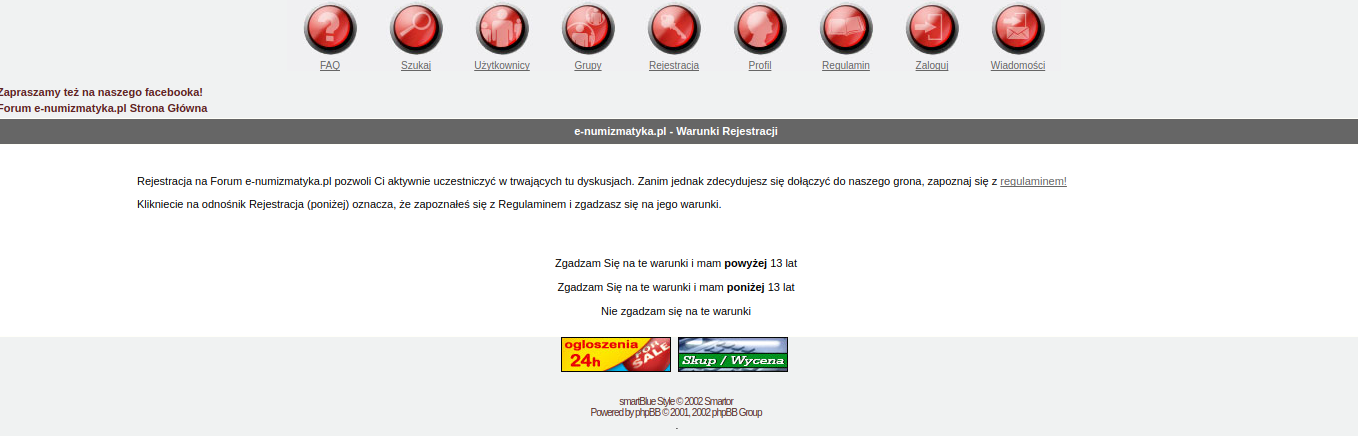 FAQ Szukaj Użytkownicy Grupy Rejestracja Profil Regulamin Zaloguj Wiadomości
Zapraszamy też na naszego facebooka!
Forum e-numizmatyka.pl Strona Główna
e-numizmatyka.pl - Warunki Rejestracji
Rejestracja na Forum e-numizmatyka.pl pozwoli Ci aktywnie uczestniczyć w trwających tu dyskusjach. Zanim jednak zdecydujesz się dołączyć do naszego grona, zapoznaj się z regulaminem!
Klikniecie na odnośnik Rejestracja (poniżej) oznacza, że zapoznałeś się z Regulaminem i zgadzasz się na jego warunki.
Zgadzam Się na te warunki i mam powyżej 13 lat
Zgadzam Się na te warunki i mam poniżej 13 lat
Nie zgadzam się na te warunki
ogloszenia 24h FOR SALE
Skup / Wycena
smartBlue Style © 2002 Smartor
Powered by phpBB © 2001, 2002 phpBB Group
.